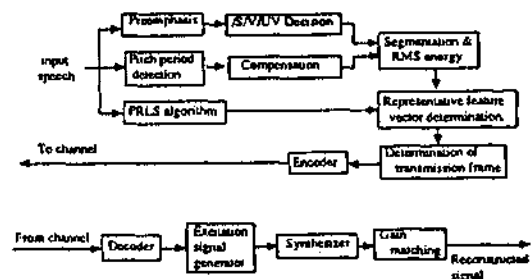 Preemphasis
/S/V/UV Decision
Segmentation &
RMS energy
Input
speech
Pitch period
detection
Compensation
PRLS algorithm
Representative feature
vector determination
To channel
Encoder
Determination of
transmission frame
From channel
Decoder
Excitation
signal
generator
Synthesizer
Gain
matching
Reconstructed
signal